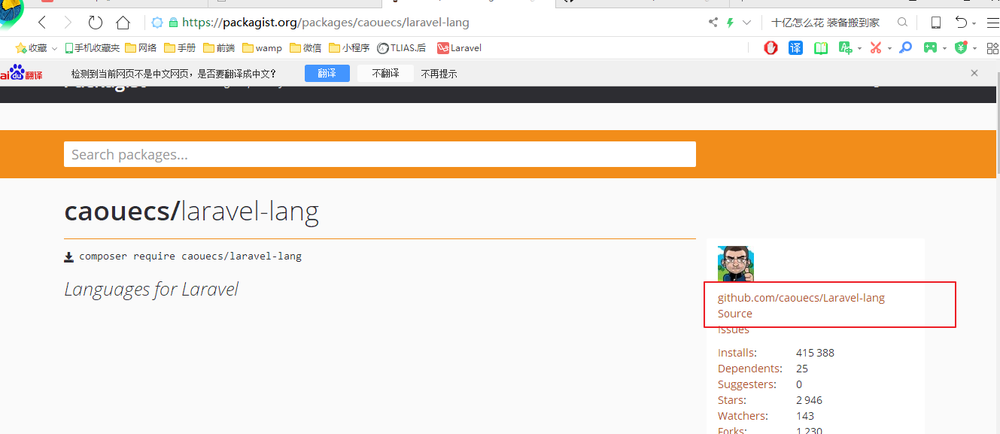 https://packagist.org/packages/caouecs/laravel-lang
十亿怎么花 装备搬到家
收藏 手机收藏夹 网络 手册 前端 wamp 微信 小程序 TLIAS.后 Laravel
译
Bai du 翻译 检测到当前网页不是中文网页，是否要翻译成中文？ 翻译 不翻译 不再提示
Search packages...
caouecs/laravel-lang
composer require caouecs/laravel-lang
Languages for Laravel
github.com/caouecs/Laravel-lang
Source
Issues
Installs: 415 388
Dependents: 25
Suggesters: 0
Stars: 2 946
Watchers: 143
Forks: 1 230